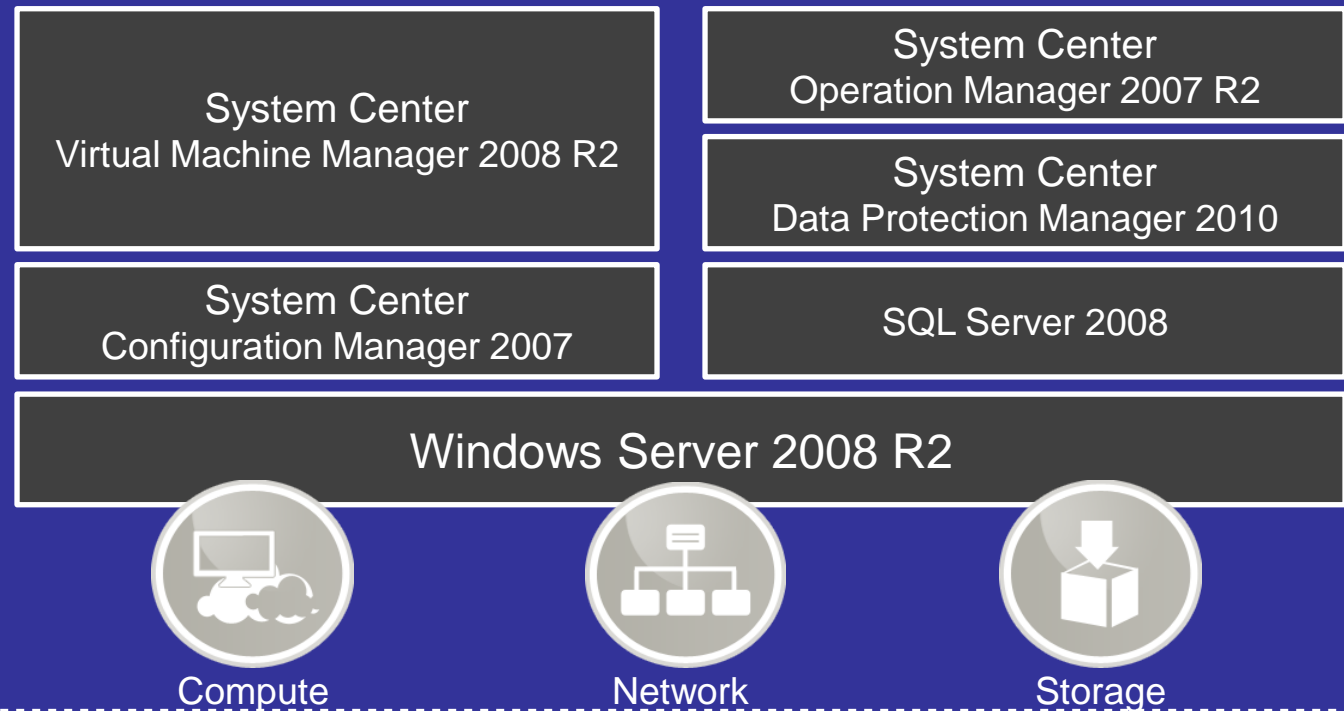 System Center
Virtual Machine Manager 2008 R2
System Center
Configuration Manager 2007
System Center
Operation Manager 2007 R2
System Center
Data Protection Manager 2010
SQL Server 2008
Windows Server 2008 R2
Compute
Network
Storage